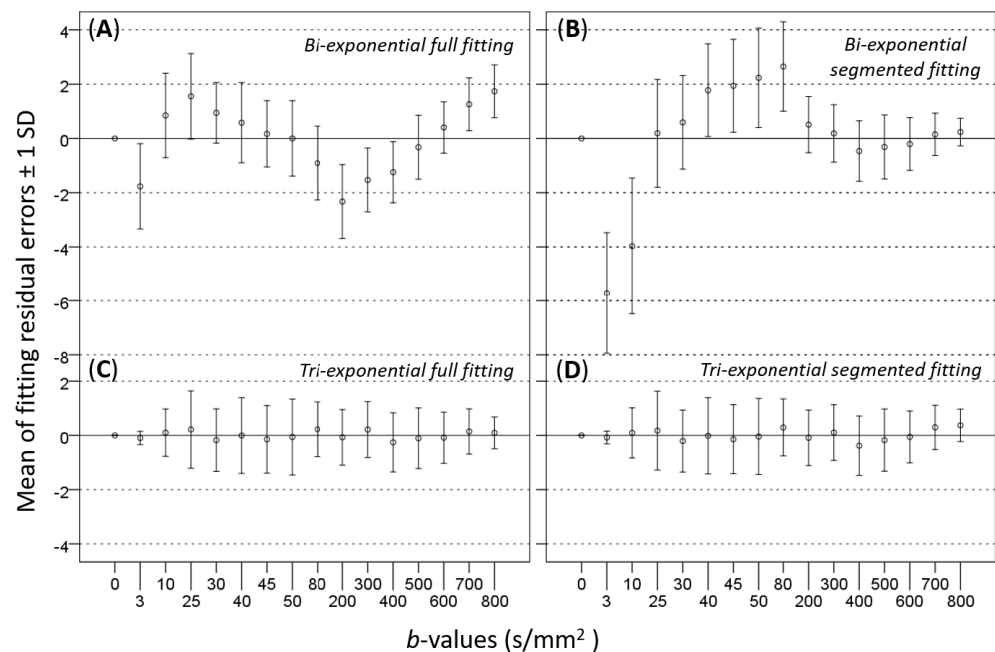 Mean of fitting residual errors ± 1 SD
(A)
Bi-exponential full fitting
(B)
Bi-exponential
segmented fitting
4
2
0
-2
-4
-6
-8
(C)
Tri-exponential full fitting
(D)
Tri-exponential segmented fitting
2
0
-2
-4
0 10 30 45 80 300 500 700
3 25 40 50 200 400 600 800
0 10 30 45 80 300 500 700
3 25 40 50 200 400 600 800
b-values (s/mm² )